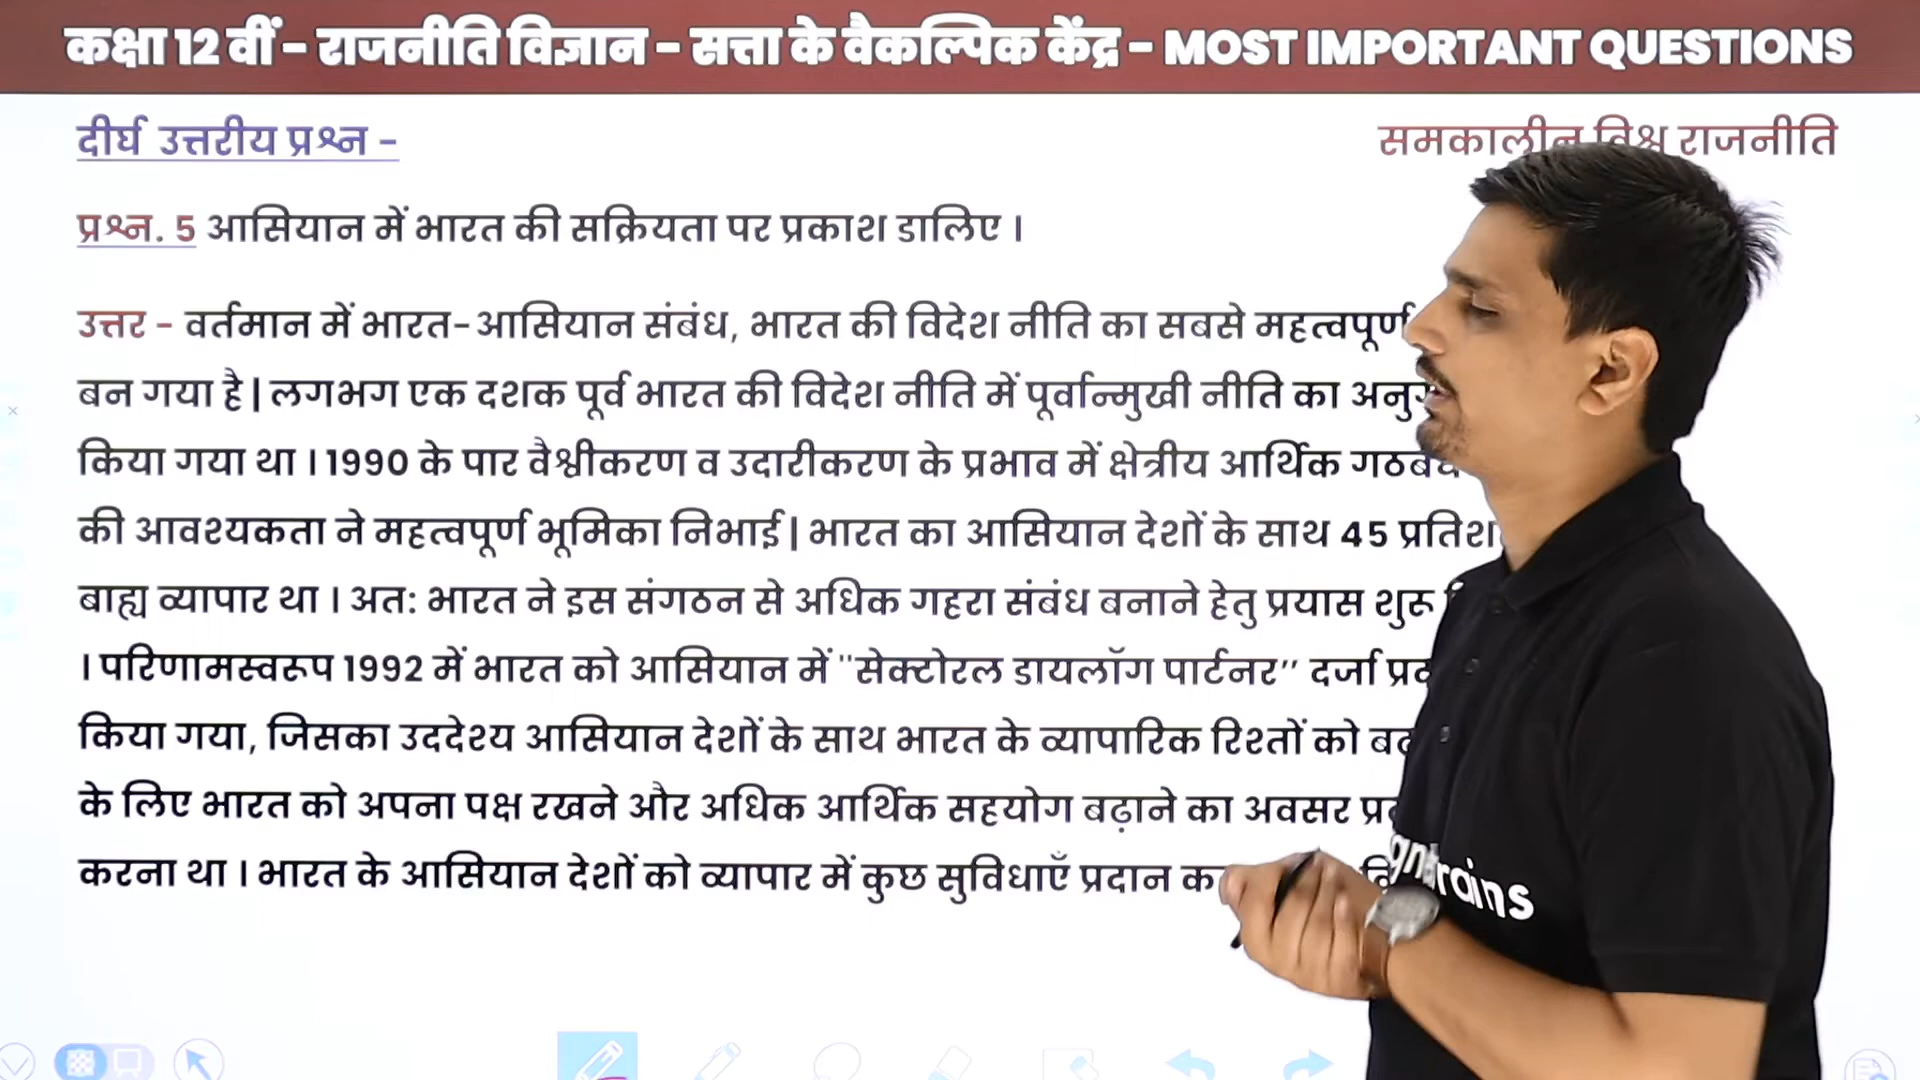 कक्षा 12 वीं - राजनीति विज्ञान - सत्ता के वैकल्पिक केंद्र - MOST IMPORTANT QUESTIONS
दीर्घ उत्तरीय प्रश्न -
समकालीन विश्व राजनीति
प्रश्न. 5 आसियान में भारत की सक्रियता पर प्रकाश डालिए ।
उत्तर - वर्तमान में भारत-आसियान संबंध, भारत की विदेश नीति का सबसे महत्वपूर्ण
बन गया है | लगभग एक दशक पूर्व भारत की विदेश नीति में पूर्वान्मुखी नीति का
किया गया था । 1990 के पार वैश्वीकरण व उदारीकरण के प्रभाव में क्षेत्रीय आर्थिक
की आवश्यकता ने महत्वपूर्ण भूमिका निभाई | भारत का आसियान देशों के साथ 45
बाह्य व्यापार था । अत: भारत ने इस संगठन से अधिक गहरा संबंध बनाने हेतु प्रयास शुरू
। परिणामस्वरूप 1992 में भारत को आसियान में ''सेक्टोरल डायलॉग पार्टनर’’ दर्जा
किया गया, जिसका उददेश्य आसियान देशों के साथ भारत के व्यापारिक रिश्तों को
के लिए भारत को अपना पक्ष रखने और अधिक आर्थिक सहयोग बढ़ाने का अवसर
करना था । भारत के आसियान देशों को व्यापार में कुछ सुविधाएँ प्रदान